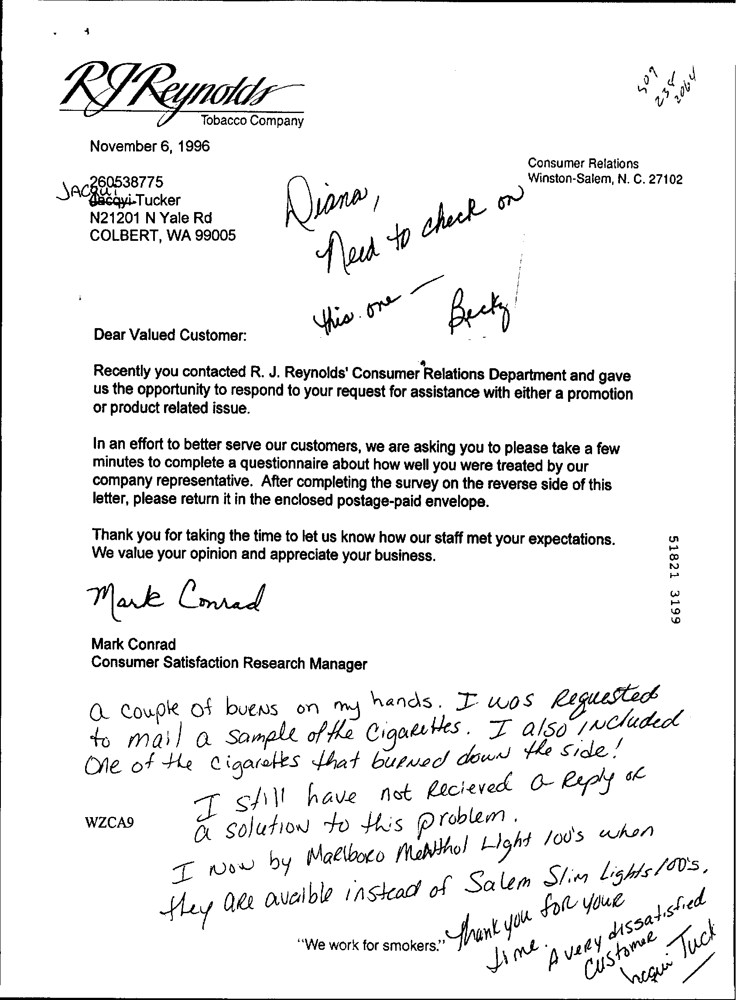 RJReynolds
Tobacco Company
509
234
2064
November 6, 1996
Consumer Relations
Winston-Salem, N. C. 27102
260538775
JACQUI
Jacqyi Tucker
N21201 N Yale Rd
COLBERT, WA 99005
Diana,
Need to check on
this one —
Becky
Dear Valued Customer:
Recently you contacted R. J. Reynolds' Consumer Relations Department and gave
us the opportunity to respond to your request for assistance with either a promotion
or product related issue.
In an effort to better serve our customers, we are asking you to please take a few
minutes to complete a questionnaire about how well you were treated by our
company representative. After completing the survey on the reverse side of this
letter, please return it in the enclosed postage-paid envelope.
Thank you for taking the time to let us know how our staff met your expectations.
We value your opinion and appreciate your business.
Mark Conrad
Mark Conrad
Consumer Satisfaction Research Manager
51821 3199
a couple of burns on my hands. I was Requested
to mail a sample of the Cigarettes. I also included
One of the cigarettes that burned down the side!
I still have not Recieved a Reply or
a solution to this problem.
WZCA9
I Now by Marlboro Menthol Light 100's when
they are avaible instead of Salem Slim Lights 100's.
"We work for smokers."
Thank you for your
time.
A very dissatisfied
Customer
Jacqui Tuck